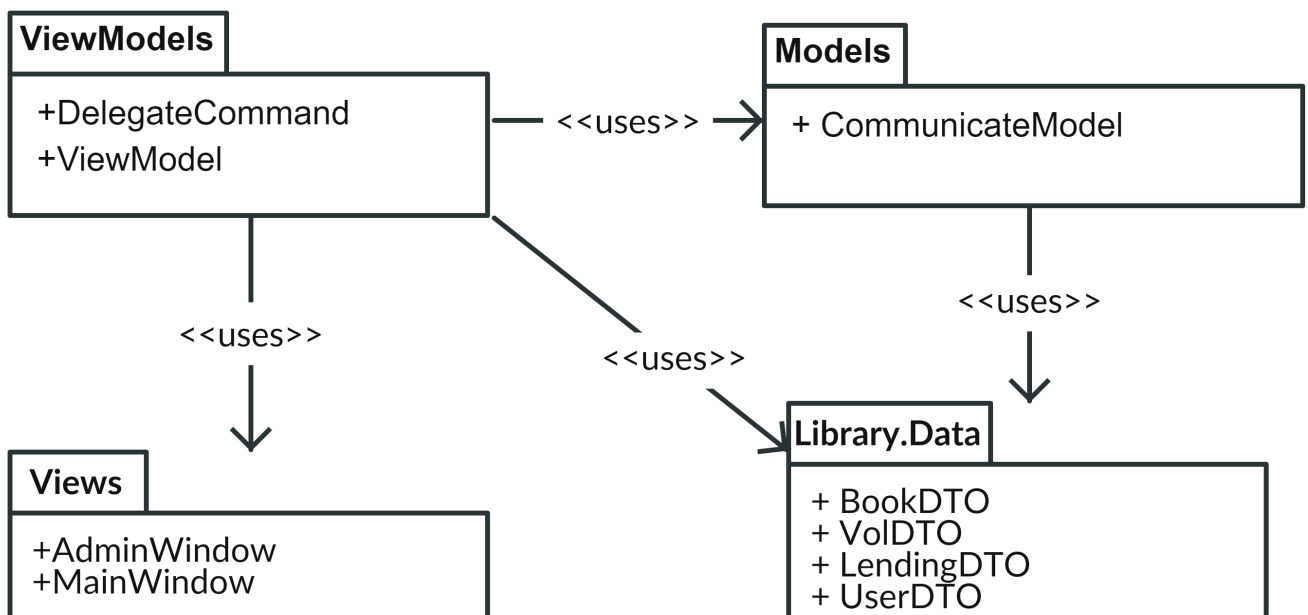 ViewModels
+DelegateCommand
+ViewModel
<<uses>>
Models
+ CommunicateModel
<<uses>>
<<uses>>
<<uses>>
Views
+AdminWindow
+MainWindow
Library.Data
+ BookDTO
+ VolDTO
+ LendingDTO
+ UserDTO